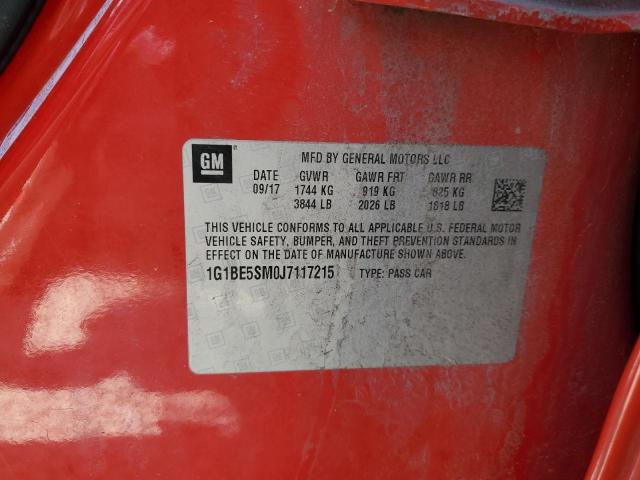 GM
MFD BY GENERAL MOTORS LLC
DATE GVWR GAWR FRT GAWR RR
09/17 1744 KG 919 KG 825 KG
3844 LB 2026 LB 1818 LB
THIS VEHICLE CONFORMS TO ALL APPLICABLE U.S. FEDERAL MOTOR
VEHICLE SAFETY, BUMPER, AND THEFT PREVENTION STANDARDS IN
EFFECT ON THE DATE OF MANUFACTURE SHOWN ABOVE.
1G1BE5SM0J7117215 TYPE: PASS CAR